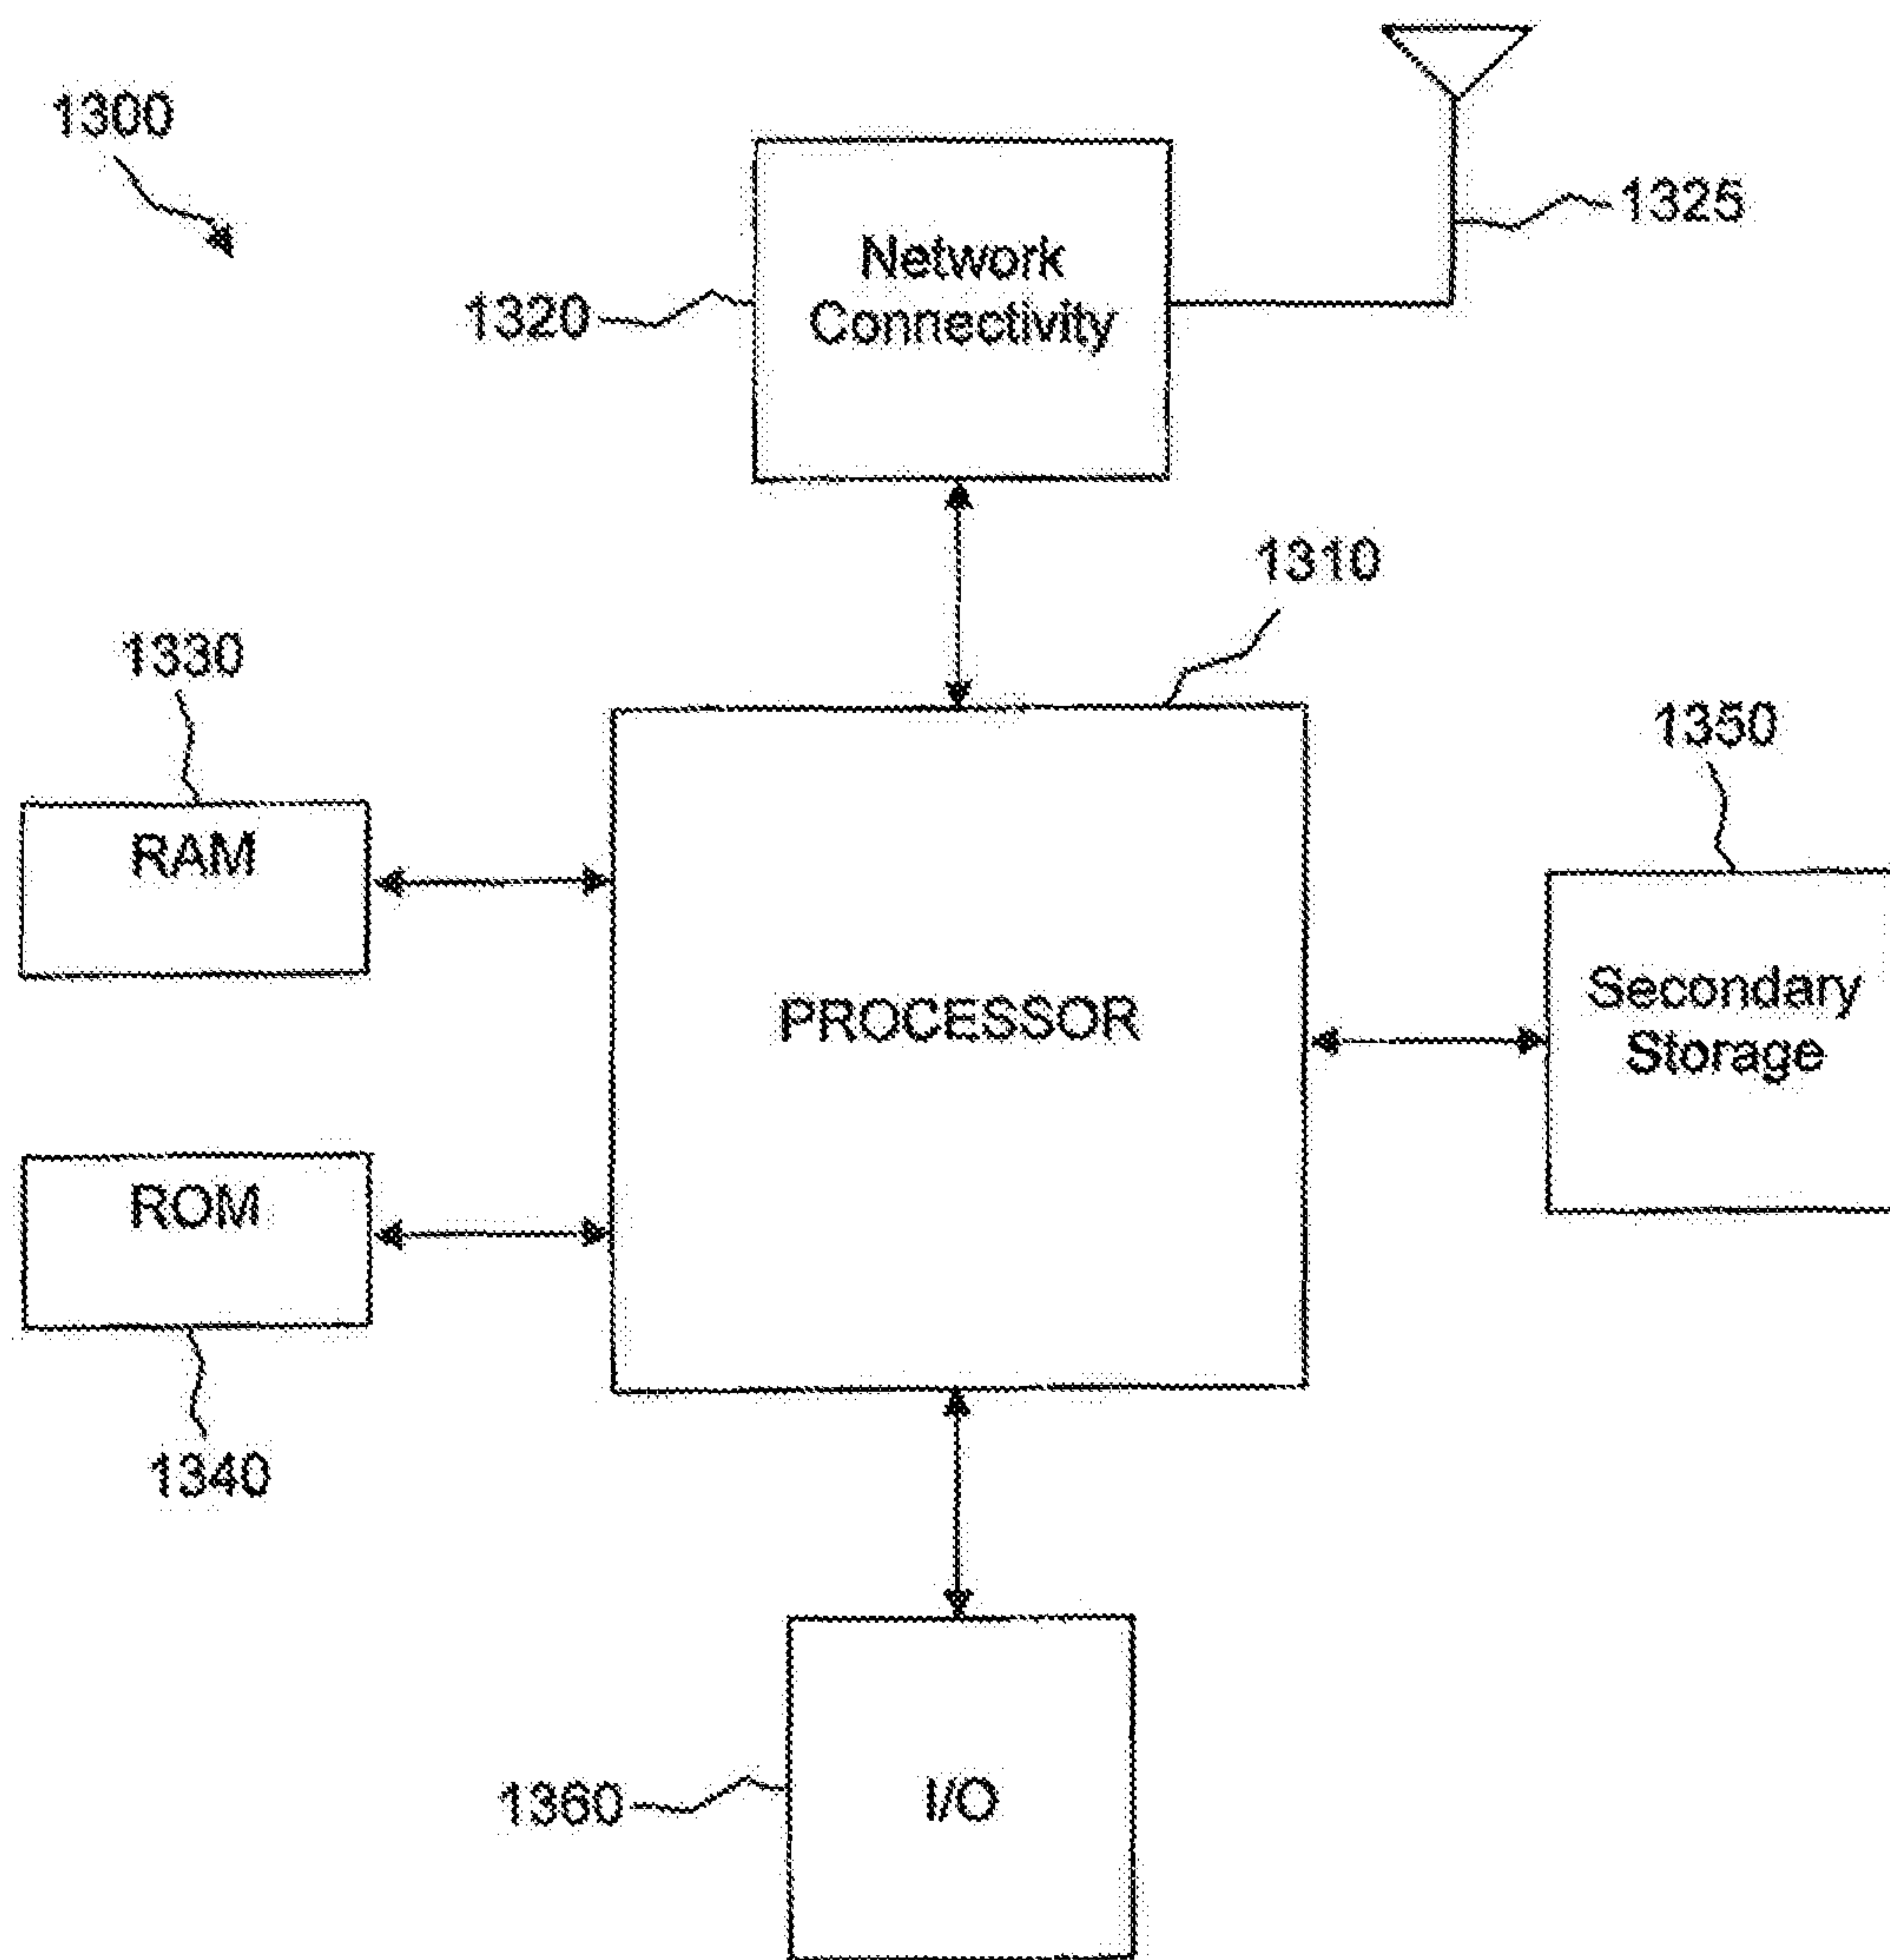 1300
1325
Network
Connectivity
1320
1310
1330
1350
RAM
Secondary
Storage
PROCESSOR
ROM
1340
1360
I/O